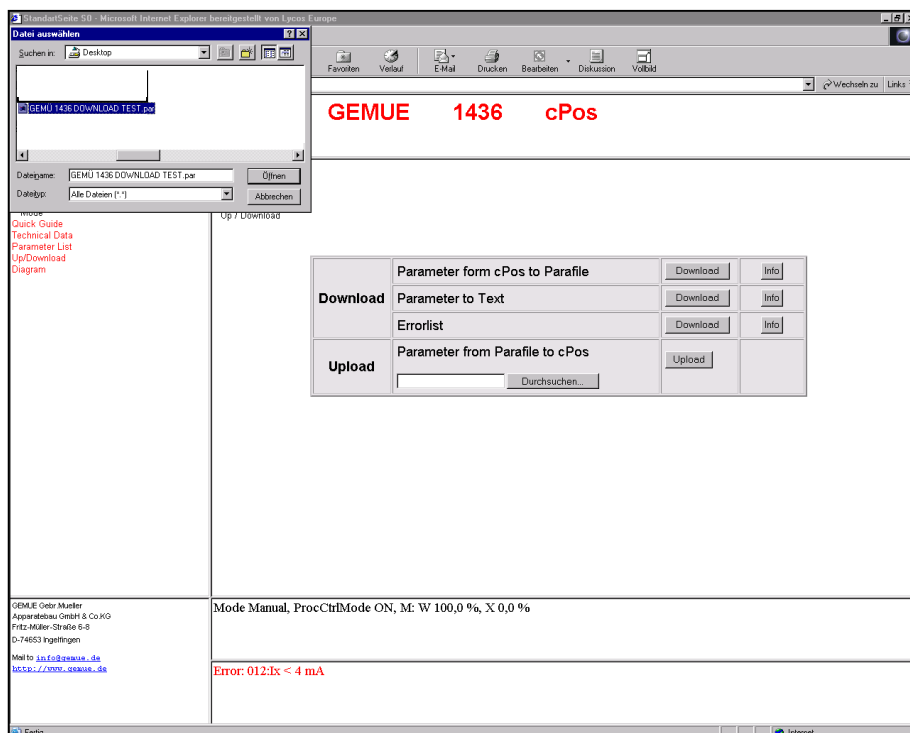 StandartSeite S0 - Microsoft Internet Explorer bereitgestellt von Lycos Europe
Datei auswählen
Suchen in: Desktop
GEMÜ 1436 DOWNLOAD TEST.par
Dateiname: GEMÜ 1436 DOWNLOAD TEST.par Öffnen
Dateityp: Alle Dateien (*.*) Abbrechen
Favoriten Verlauf E-Mail Drucken Bearbeiten Diskussion Vollbild
Wechseln zu Links
GEMUE 1436 cPos
Mode
Quick Guide
Technical Data
Parameter List
Up/Download
Diagram
Up / Download
Download
Parameter form cPos to Parafile Download Info
Parameter to Text Download Info
Errorlist Download Info
Upload
Parameter from Parafile to cPos Upload
Durchsuchen...
GEMUE Gebr.Mueller
Apparatebau GmbH & Co.KG
Fritz-Müller-Straße 6-8
D-74653 Ingelfingen
Mail to info@gemue.de
http://www.gemue.de
Mode Manual, ProcCtrlMode ON, M: W 100,0 %, X 0,0 %
Error: 012:Ix < 4 mA
Fertig Internet